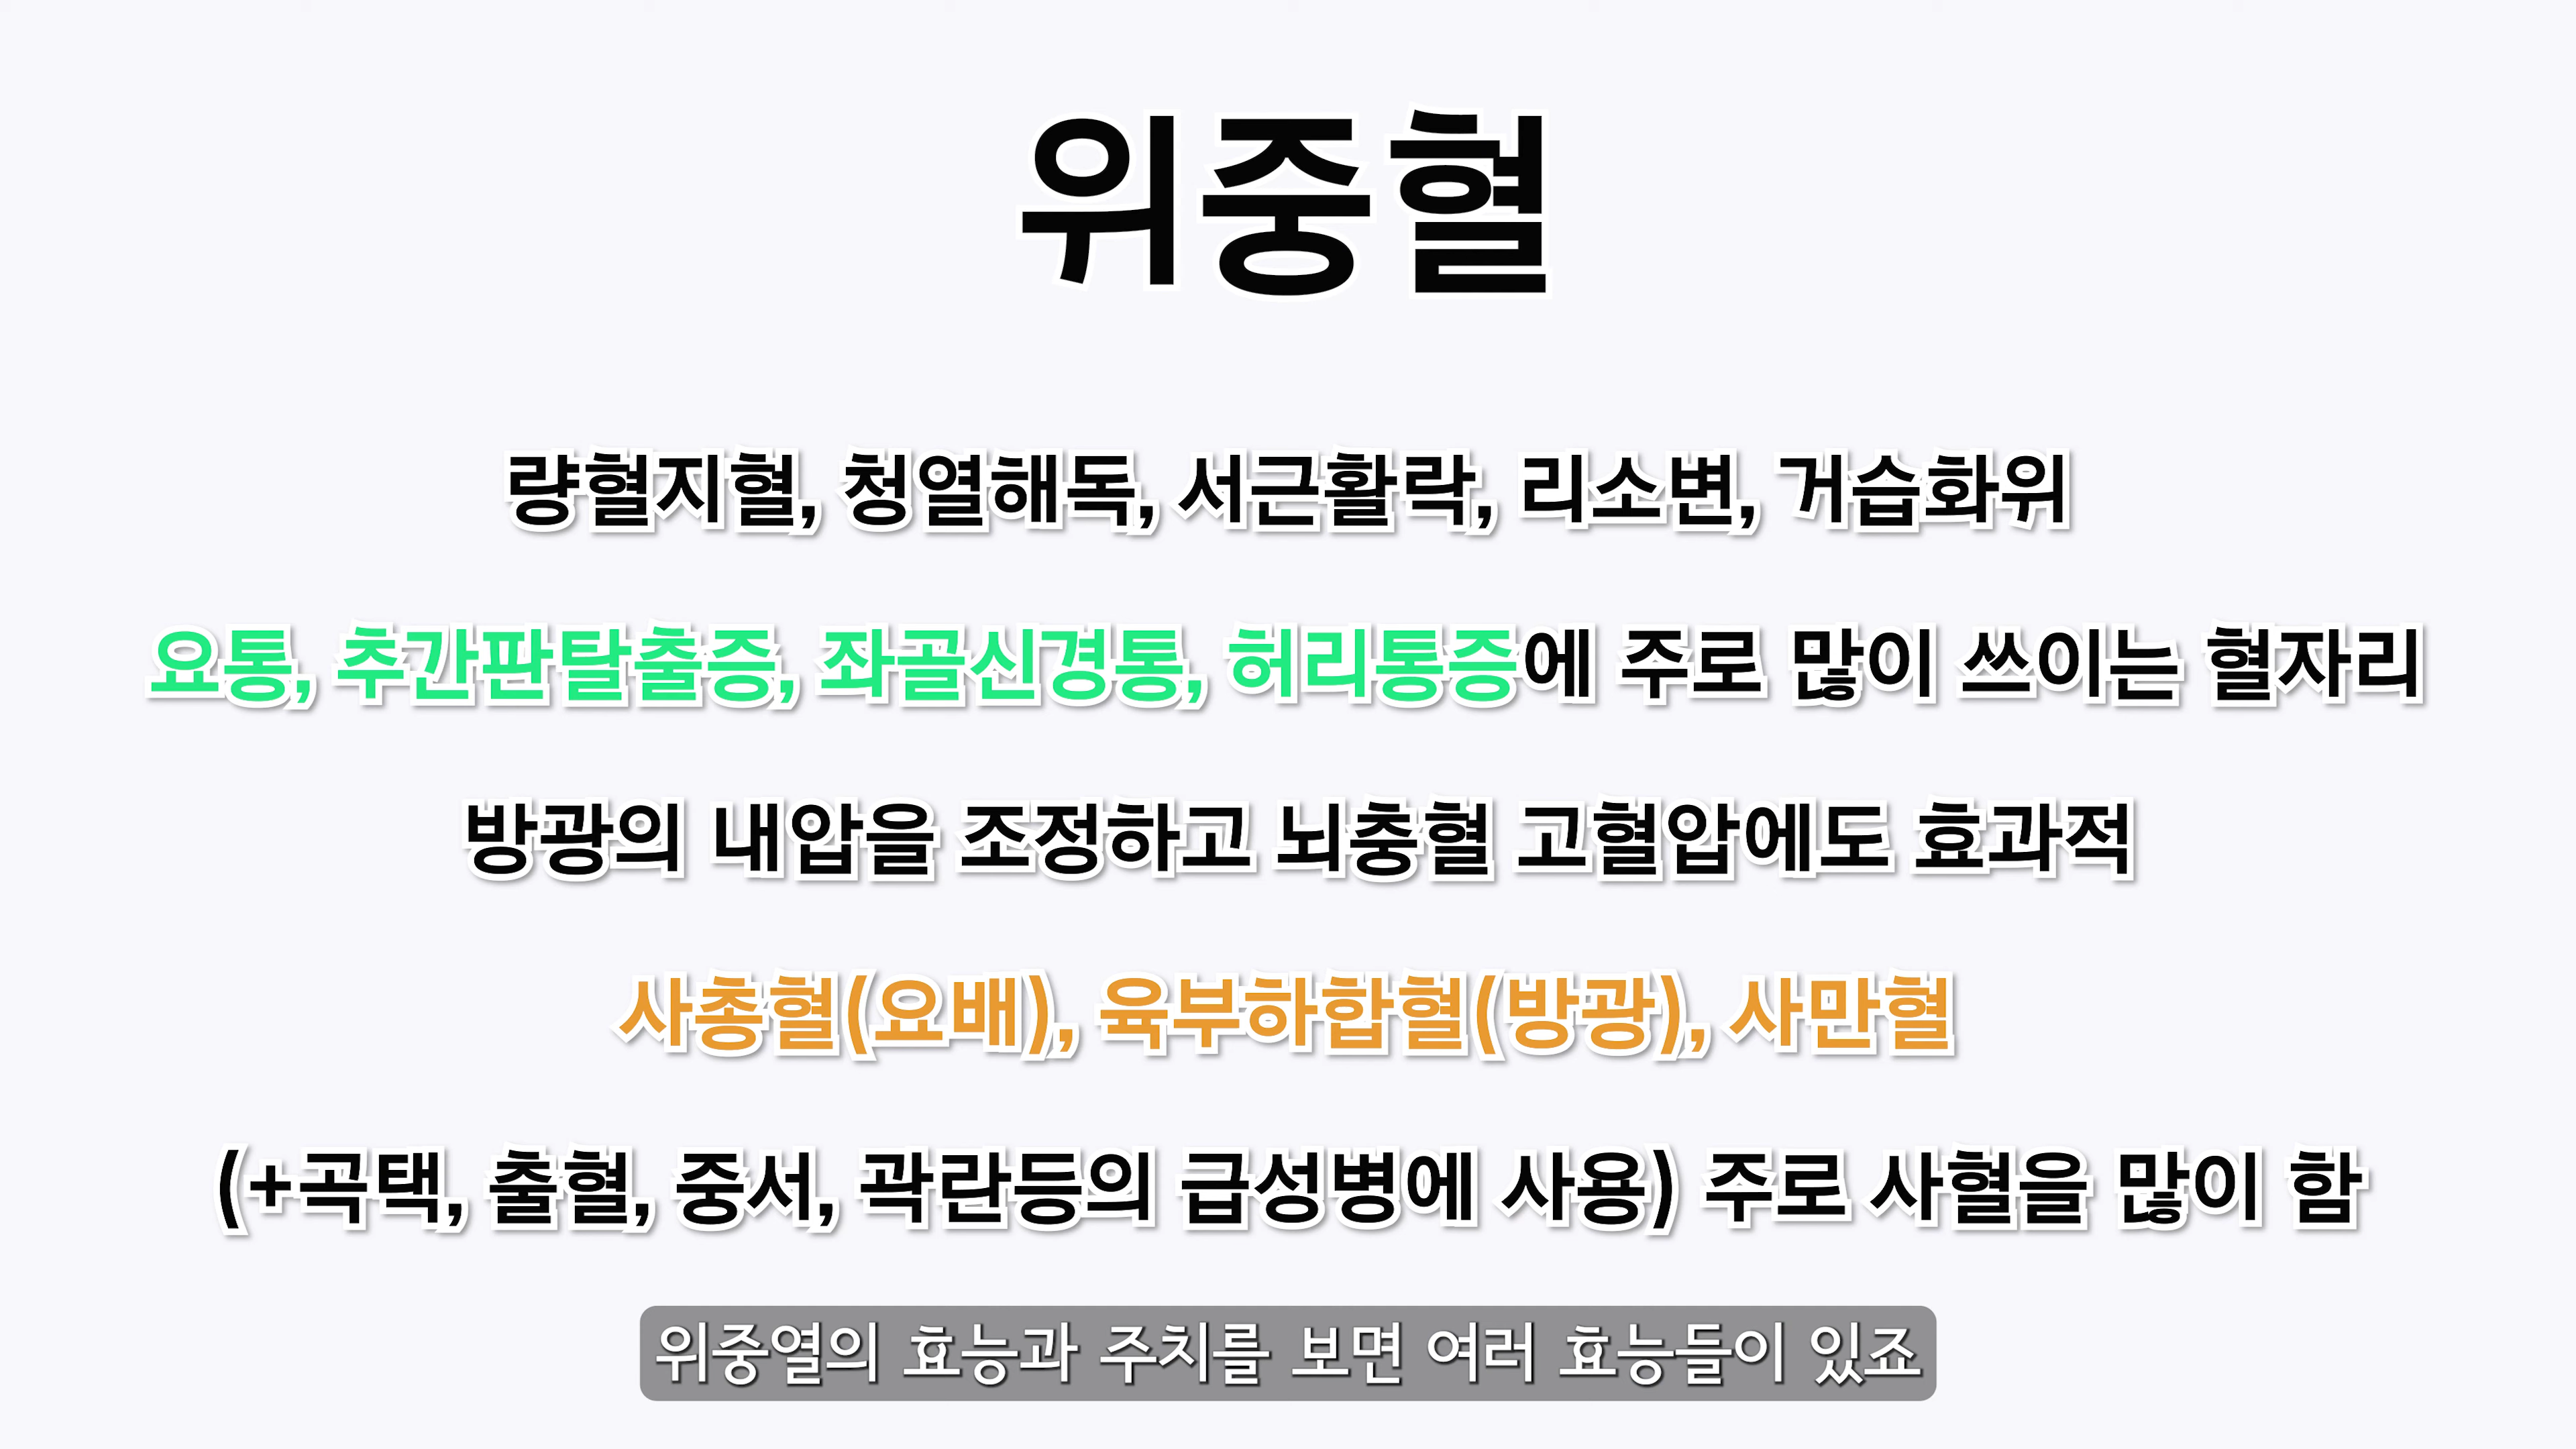 위중혈
량혈지혈, 청열해독, 서근활락, 리소변, 거습화위
요통, 추간판탈출증, 좌골신경통, 허리통증에 주로 많이 쓰이는 혈자리
방광의 내압을 조정하고 뇌충혈 고혈압에도 효과적
사총혈(요배), 육부하합혈(방광), 사만혈
(+곡택, 출혈, 중서, 곽란등의 급성병에 사용) 주로 사혈을 많이 함
위중열의 효능과 주치를 보면 여러 효능들이 있죠